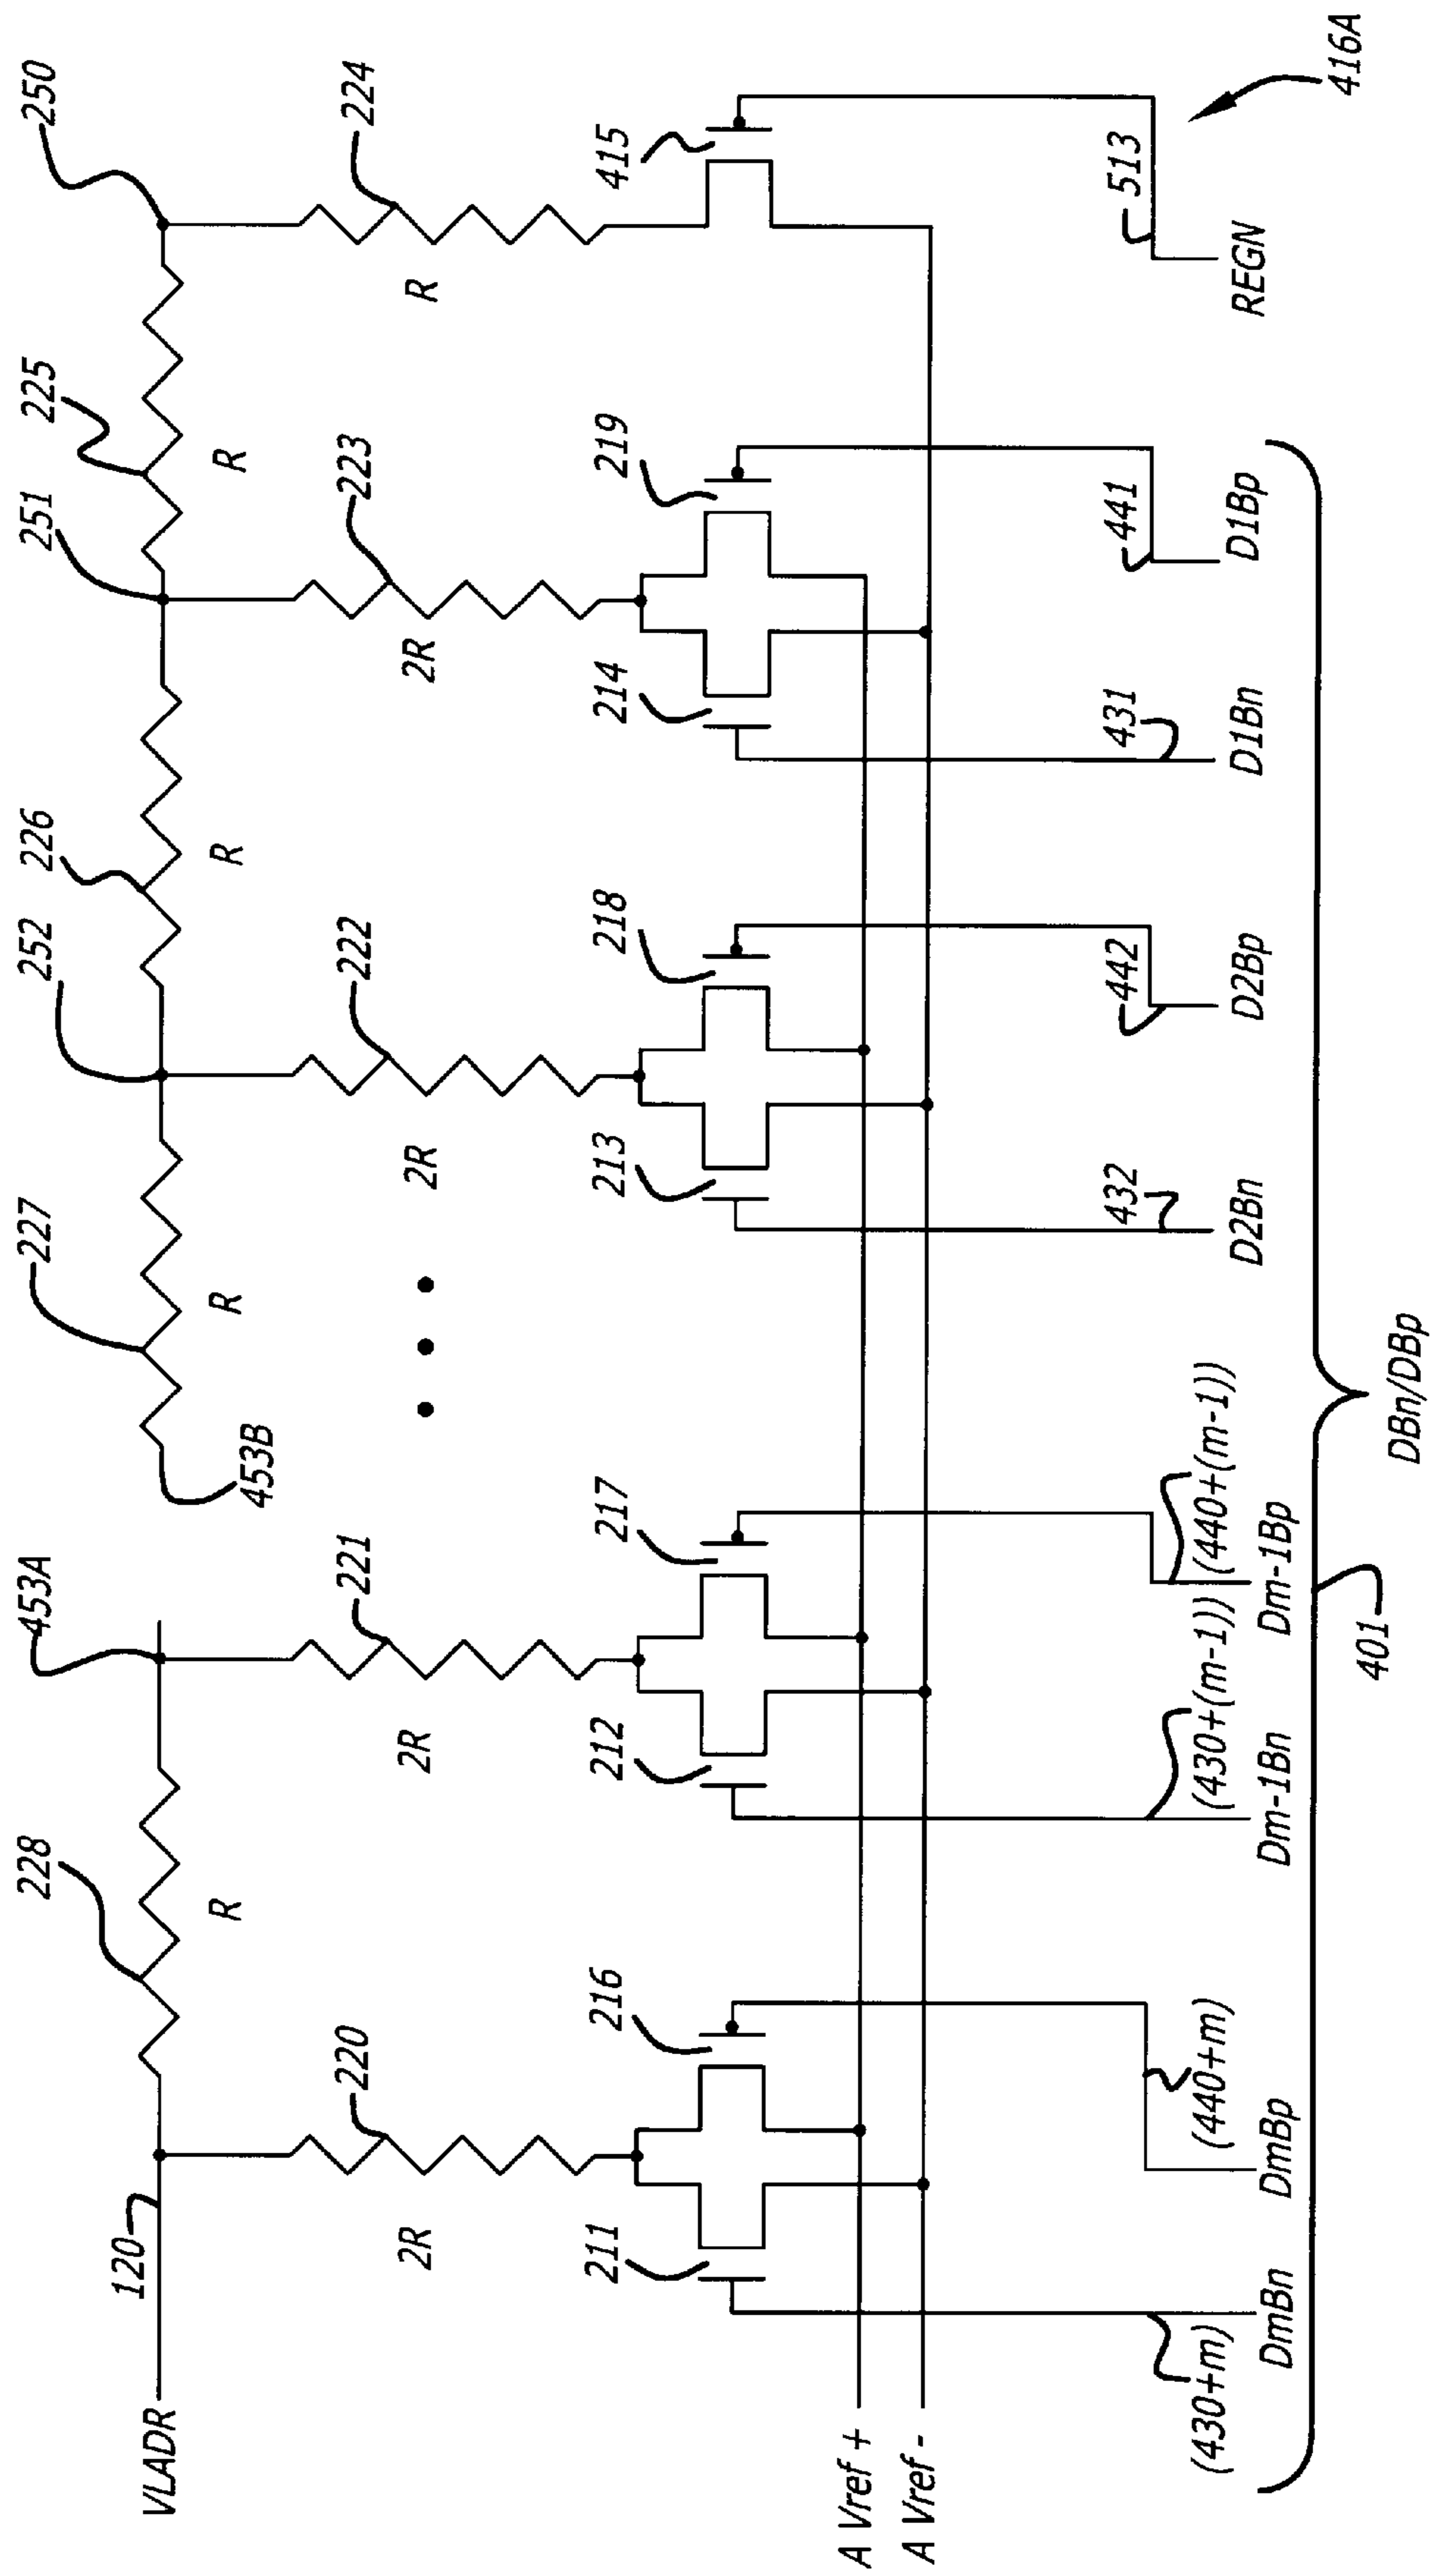 250
224
415
513
416A
REGN
R
225
R
251
223
2R
219
214
441
D1Bp
431
D1Bn
226
R
252
222
2R
218
213
442
D2Bp
432
D2Bn
227
R
453B
453A
221
2R
217
212
(440+(m-1))
Dm-1Bp
(430+(m-1))
Dm-1Bn
228
R
120
220
2R
216
211
(440+m)
DmBp
(430+m)
DmBn
VLADR
A Vref +
A Vref -
401
DBn/DBp